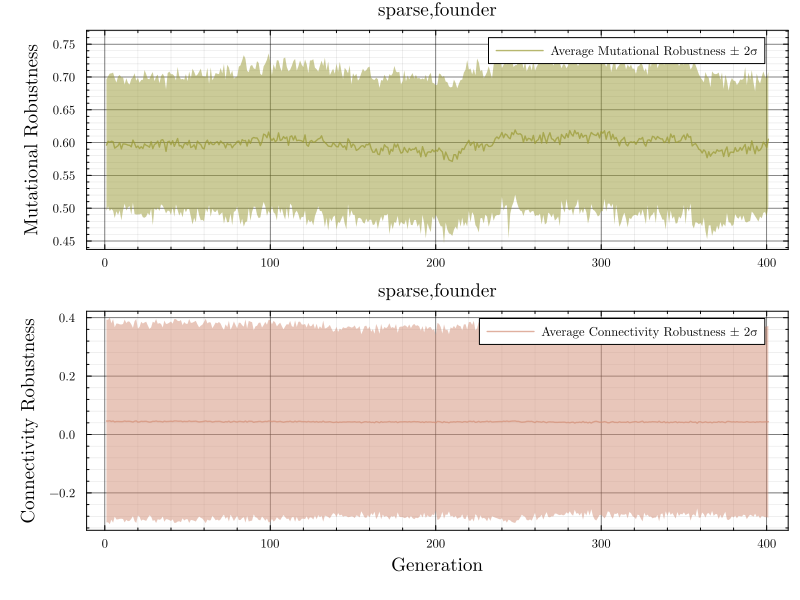 sparse,founder
Mutational Robustness
Average Mutational Robustness ± 2σ
0.75
0.70
0.65
0.60
0.55
0.50
0.45
0 100 200 300 400
sparse,founder
Connectivity Robustness
Average Connectivity Robustness ± 2σ
0.4
0.2
0.0
−0.2
0 100 200 300 400
Generation